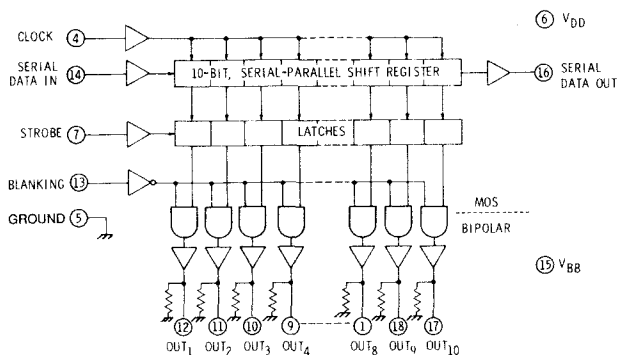 CLOCK 4
6 VDD
SERIAL DATA IN 14
10-BIT, SERIAL-PARALLEL SHIFT REGISTER
16 SERIAL DATA OUT
STROBE 7
LATCHES
BLANKING 13
GROUND 5
MOS
BIPOLAR
15 VBB
12 11 10 9 1 18 17
OUT1 OUT2 OUT3 OUT4 OUT8 OUT9 OUT10